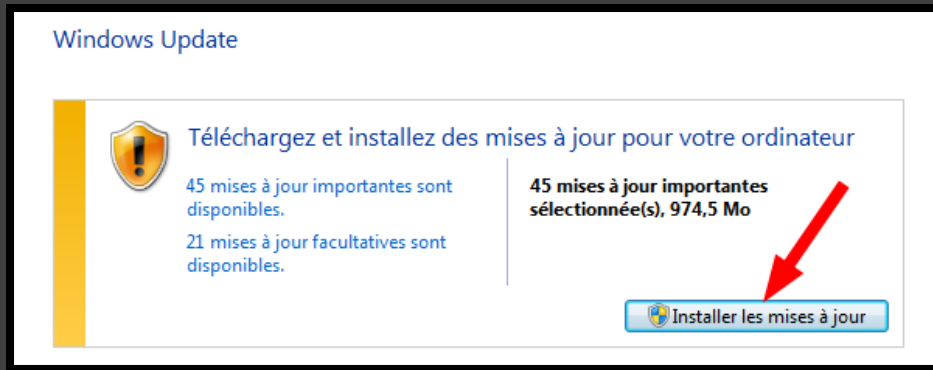 Windows Update
Téléchargez et installez des mises à jour pour votre ordinateur
45 mises à jour importantes sont
disponibles.
21 mises à jour facultatives sont
disponibles.
45 mises à jour importantes
sélectionnée(s), 974,5 Mo
Installer les mises à jour